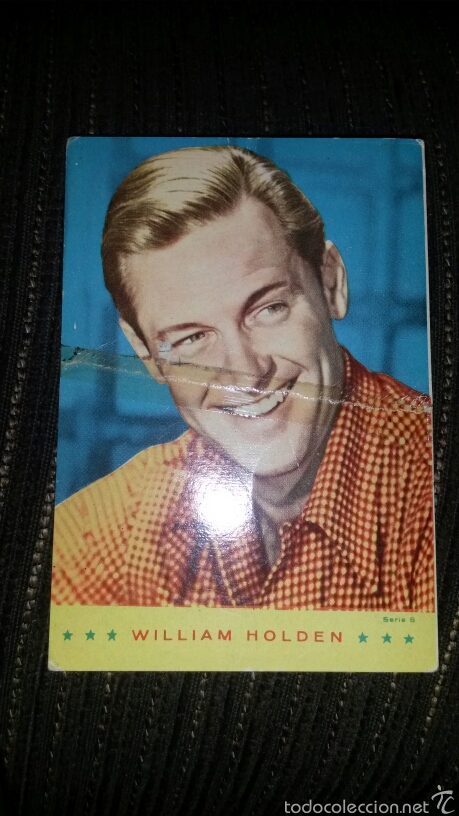 Serie 5
★ ★ ★ WILLIAM HOLDEN ★ ★ ★
todocoleccion.net